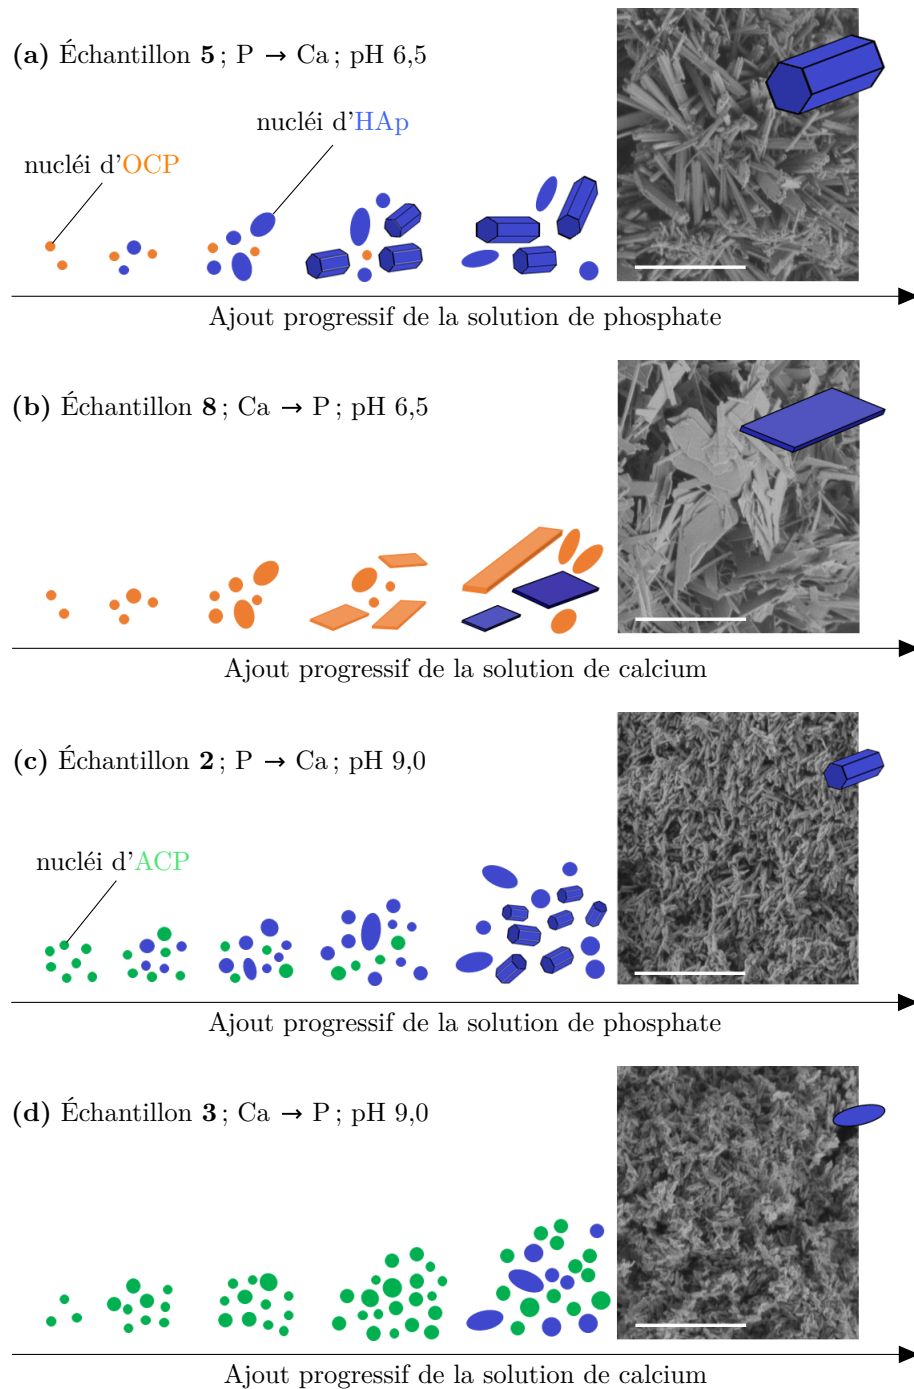 (a) Échantillon 5 ; P → Ca ; pH 6,5
nucléi d'HAp
nucléi d'OCP
Ajout progressif de la solution de phosphate
(b) Échantillon 8 ; Ca → P ; pH 6,5
Ajout progressif de la solution de calcium
(c) Échantillon 2 ; P → Ca ; pH 9,0
nucléi d'ACP
Ajout progressif de la solution de phosphate
(d) Échantillon 3 ; Ca → P ; pH 9,0
Ajout progressif de la solution de calcium